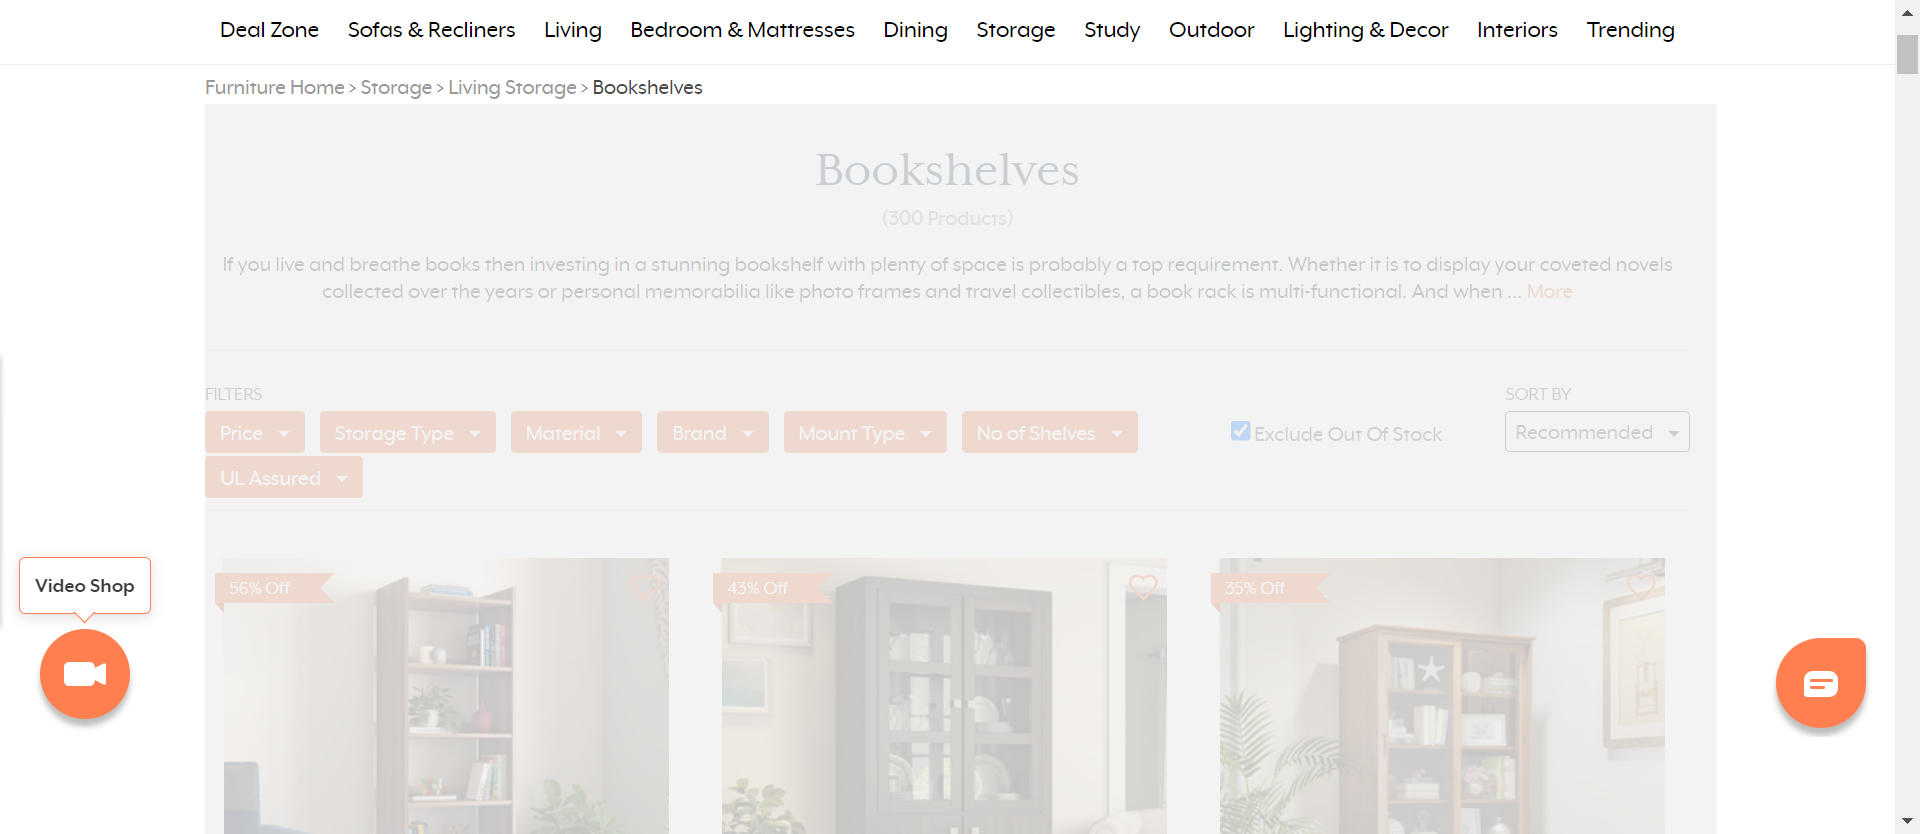 Deal Zone Sofas & Recliners Living Bedroom & Mattresses Dining Storage Study Outdoor Lighting & Decor Interiors Trending
Furniture Home > Storage > Living Storage > Bookshelves
Bookshelves
(300 Products)
If you live and breathe books then investing in a stunning bookshelf with plenty of space is probably a top requirement. Whether it is to display your coveted novels
collected over the years or personal memorabilia like photo frames and travel collectibles, a book rack is multi-functional. And when ... More
FILTERS SORT BY
Price Storage Type Material Brand Mount Type No of Shelves Exclude Out Of Stock Recommended
UL Assured
56% Off 43% Off 35% Off
Video Shop